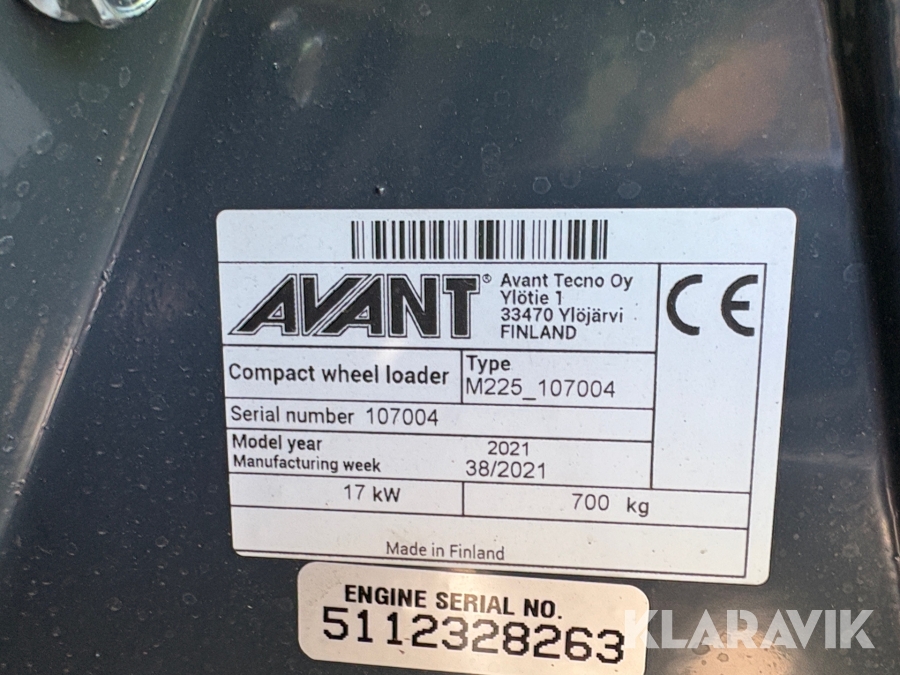 KLARAVIK
AVANT®
Avant Tecno Oy
Ylötie 1
33470 Ylöjärvi
FINLAND
CE
Compact wheel loader
Type
M225_107004
Serial number 107004
Model year 2021
Manufacturing week 38/2021
17 kW 700 kg
Made in Finland
ENGINE SERIAL NO.
5112328263
KLARAVIK